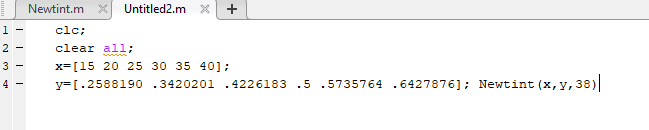 Newtint.m × Untitled2.m × +
1 – clc;
2 – clear all;
3 – x=[15 20 25 30 35 40];
4 – y=[.2588190 .3420201 .4226183 .5 .5735764 .6427876]; Newtint(x,y,38)